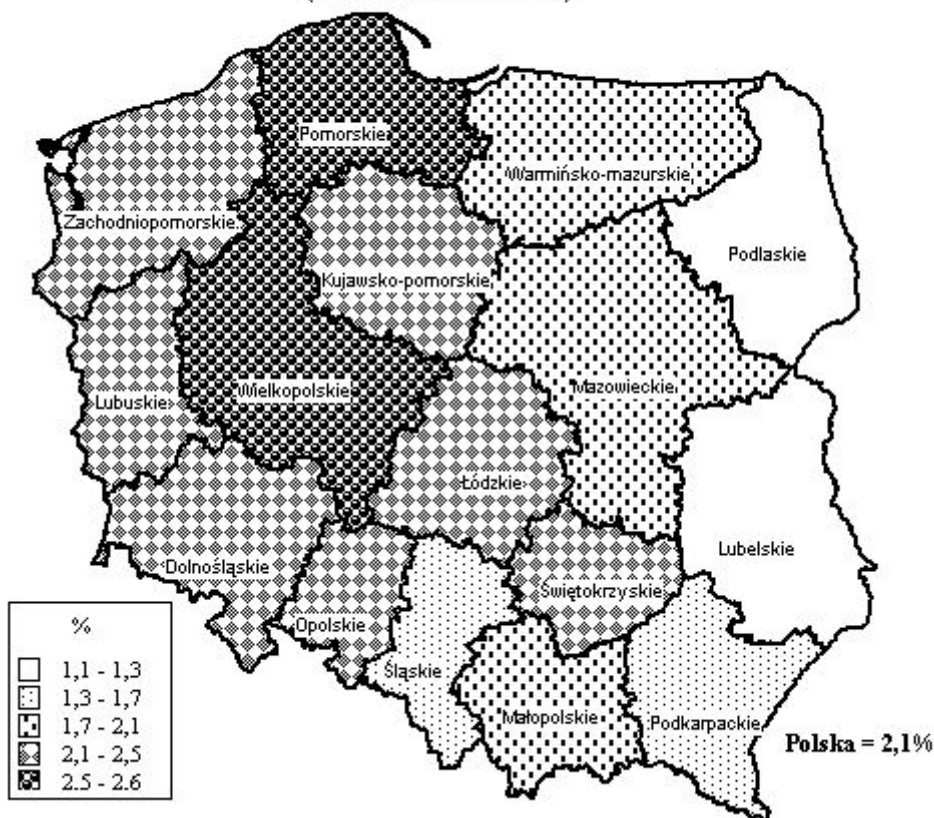 Pomorskie
Warmińsko-mazurskie
Zachodniopomorskie
Podlaskie
Kujawsko-pomorskie
Wielkopolskie
Mazowieckie
Lubuskie
Łódzkie
Lubelskie
Dolnośląskie
Świętokrzyskie
Opolskie
Śląskie
Małopolskie
Podkarpackie
Polska = 2,1%
%
1,1 - 1,3
1,3 - 1,7
1,7 - 2,1
2,1 - 2,5
2.5 - 2.6